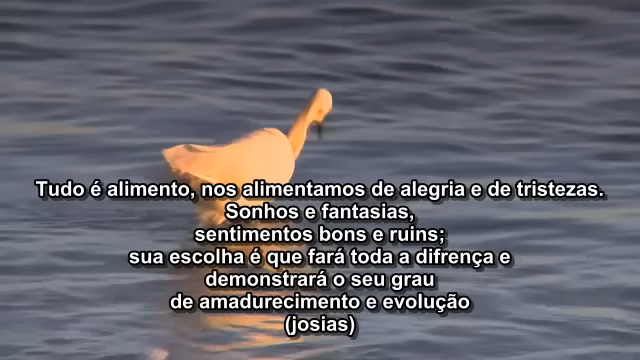 Tudo é alimento, nos alimentamos de alegria e de tristezas.
Sonhos e fantasias,
sentimentos bons e ruins;
sua escolha é que fará toda a difrença e
demonstrará o seu grau
de amadurecimento e evolução
(josias)